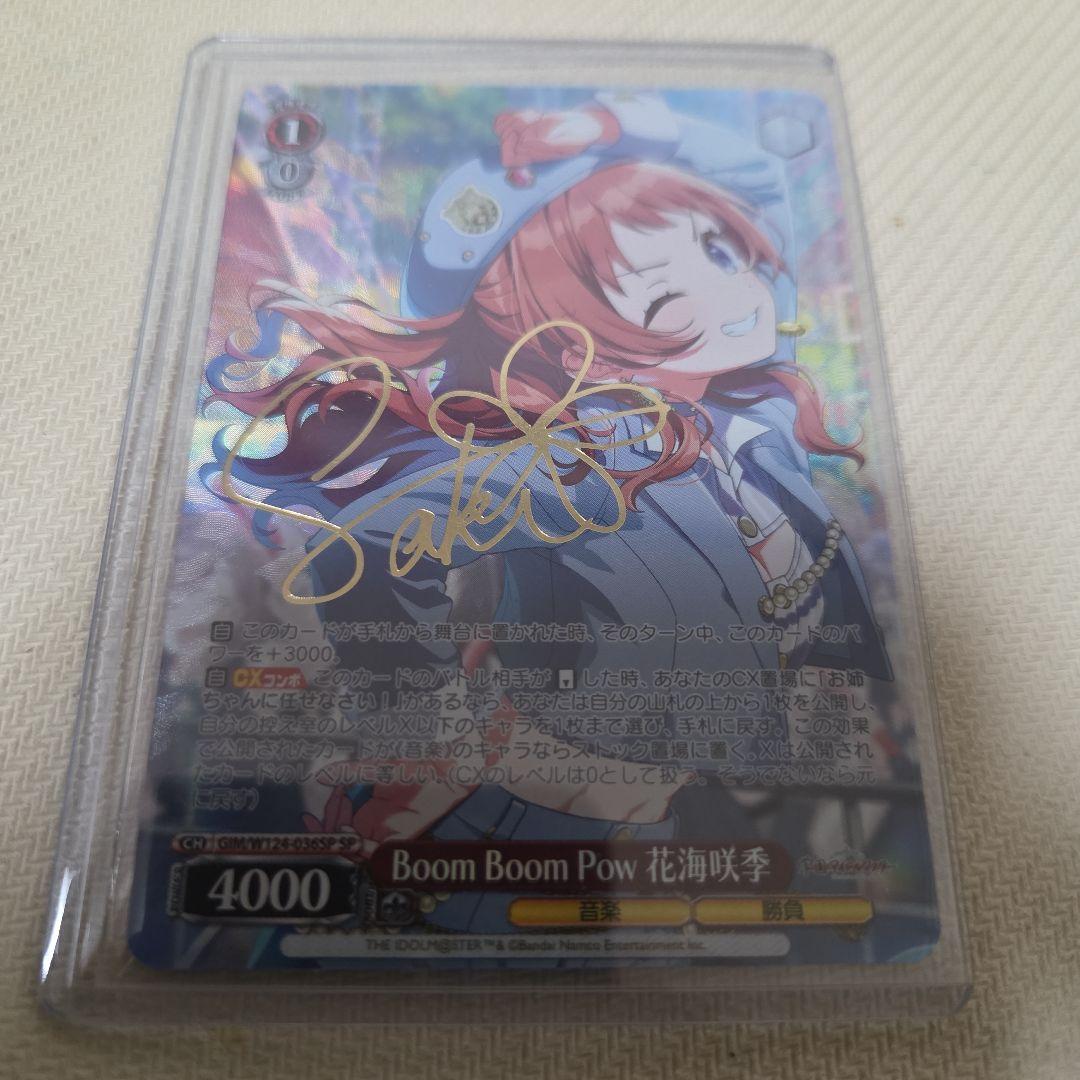 1
0
Saki
自 このカードが手札から舞台に置かれた時、そのターン中、このカードのパ
ワーを+3000。
自 CXコンボ このカードのバトル相手が した時、あなたのCX置場に「お姉
ちゃんに任せなさい！」があるなら、あなたは自分の山札の上から1枚を公開し、
自分の控え室のレベルX以下のキャラを1枚まで選び、手札に戻す。この効果
で公開されたカードが《音楽》のキャラならストック置場に置く。Xは公開され
たカードのレベルに等しい。(CXのレベルは0として扱う。そうでないなら元
に戻す)
CH GIM/W124-036SP SP
Boom Boom Pow 花海咲季
4000
音楽 勝負
THE IDOLM@STER™& ©Bandai Namco Entertainment Inc.